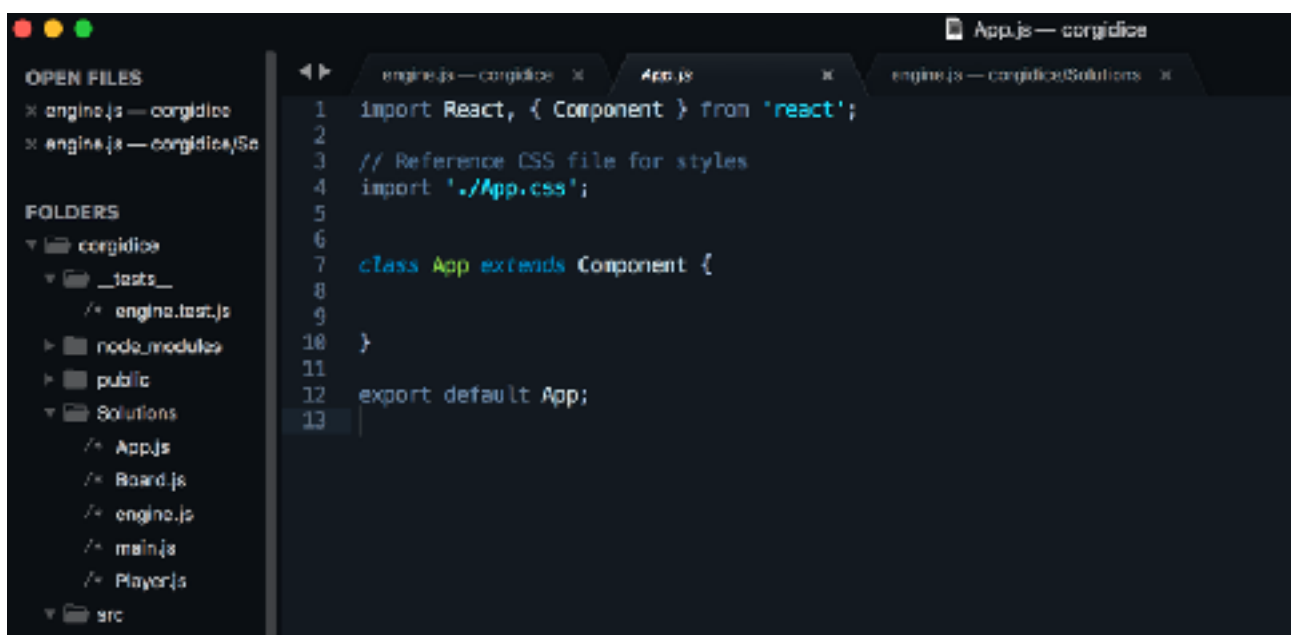 App.js — corgidice
OPEN FILES
engine.js — corgidice
engine.js — corgidice/So
FOLDERS
corgidice
__tests__
engine.test.js
node_modules
public
Solutions
App.js
Board.js
engine.js
main.js
Player.js
src
engine.js — corgidice
App.js
engine.js — corgidice/Solutions
1 import React, { Component } from 'react';
2
3 // Reference CSS file for styles
4 import './App.css';
5
6
7 class App extends Component {
8
9
10 }
11
12 export default App;
13